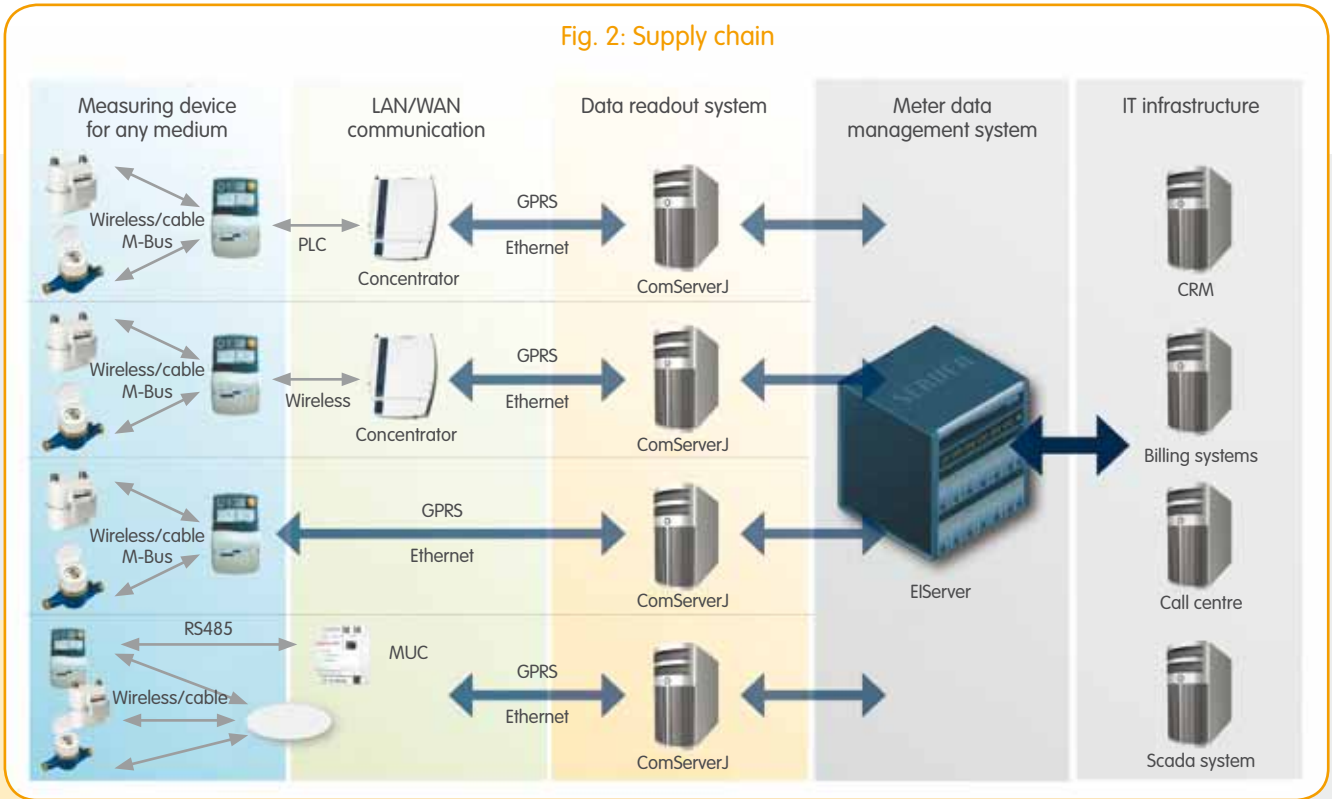 Fig. 2: Supply chain
Measuring device
for any medium
LAN/WAN
communication
Data readout system
Meter data
management system
IT infrastructure
Wireless/cable
M-Bus
PLC
Concentrator
GPRS
Ethernet
ComServerJ
CRM
Wireless/cable
M-Bus
Wireless
Concentrator
GPRS
Ethernet
ComServerJ
Billing systems
Wireless/cable
M-Bus
GPRS
Ethernet
ComServerJ
EIServer
Call centre
RS485
MUC
Wireless/cable
GPRS
Ethernet
ComServerJ
Scada system